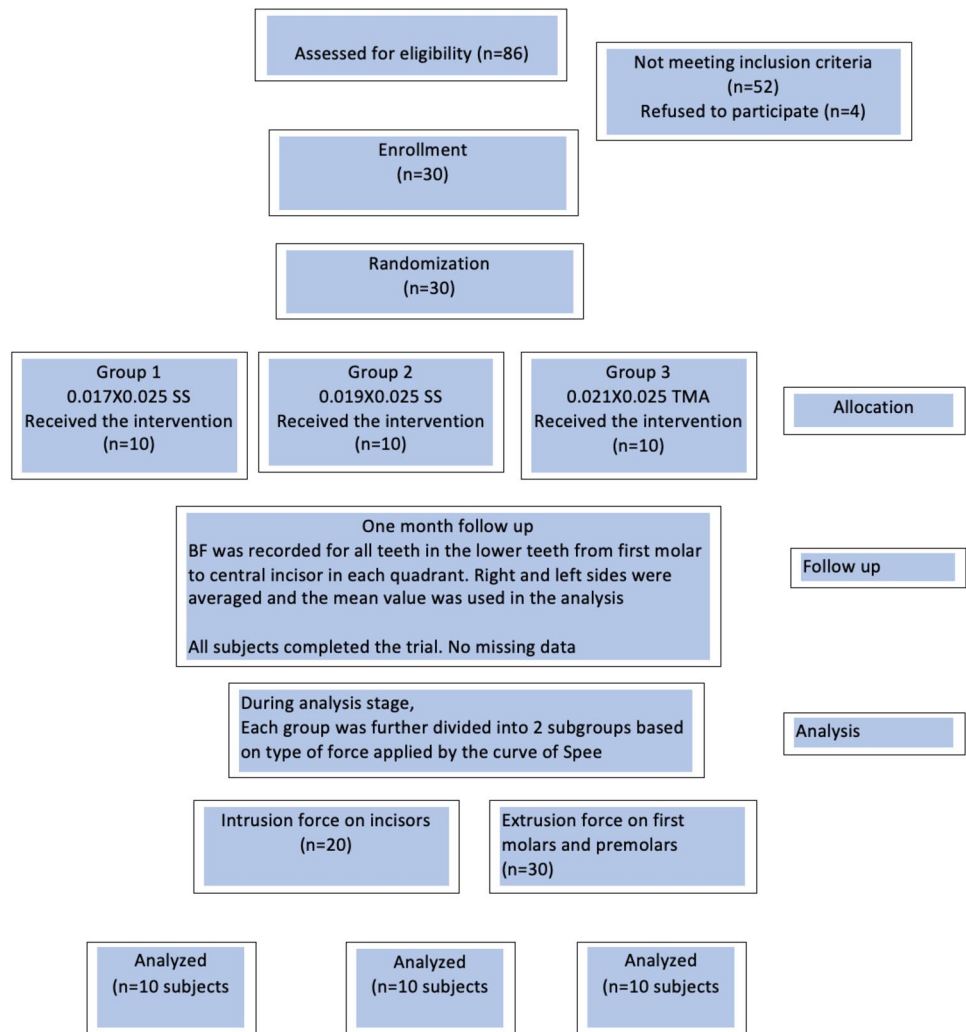 Assessed for eligibility (n=86)
Not meeting inclusion criteria
(n=52)
Refused to participate (n=4)
Enrollment
(n=30)
Randomization
(n=30)
Group 1
0.017X0.025 SS
Received the intervention
(n=10)
Group 2
0.019X0.025 SS
Received the intervention
(n=10)
Group 3
0.021X0.025 TMA
Received the intervention
(n=10)
Allocation
One month follow up
BF was recorded for all teeth in the lower teeth from first molar
to central incisor in each quadrant. Right and left sides were
averaged and the mean value was used in the analysis
All subjects completed the trial. No missing data
Follow up
During analysis stage,
Each group was further divided into 2 subgroups based
on type of force applied by the curve of Spee
Analysis
Intrusion force on incisors
(n=20)
Extrusion force on first
molars and premolars
(n=30)
Analyzed
(n=10 subjects
Analyzed
(n=10 subjects
Analyzed
(n=10 subjects